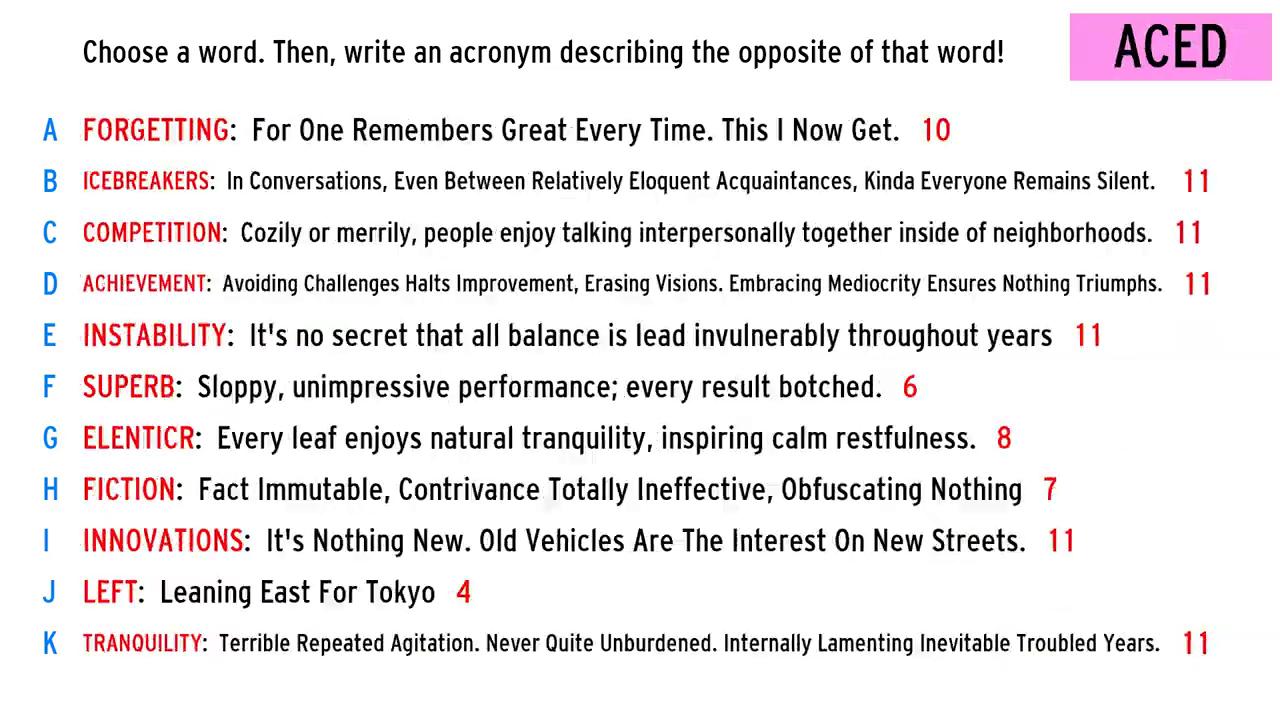 Choose a word. Then, write an acronym describing the opposite of that word!
ACED
A FORGETTING: For One Remembers Great Every Time. This I Now Get. 10
B ICEBREAKERS: In Conversations, Even Between Relatively Eloquent Acquaintances, Kinda Everyone Remains Silent. 11
C COMPETITION: Cozily or merrily, people enjoy talking interpersonally together inside of neighborhoods. 11
D ACHIEVEMENT: Avoiding Challenges Halts Improvement, Erasing Visions. Embracing Mediocrity Ensures Nothing Triumphs. 11
E INSTABILITY: It's no secret that all balance is lead invulnerably throughout years 11
F SUPERB: Sloppy, unimpressive performance; every result botched. 6
G ELENTICR: Every leaf enjoys natural tranquility, inspiring calm restfulness. 8
H FICTION: Fact Immutable, Contrivance Totally Ineffective, Obfuscating Nothing 7
I INNOVATIONS: It's Nothing New. Old Vehicles Are The Interest On New Streets. 11
J LEFT: Leaning East For Tokyo 4
K TRANQUILITY: Terrible Repeated Agitation. Never Quite Unburdened. Internally Lamenting Inevitable Troubled Years. 11